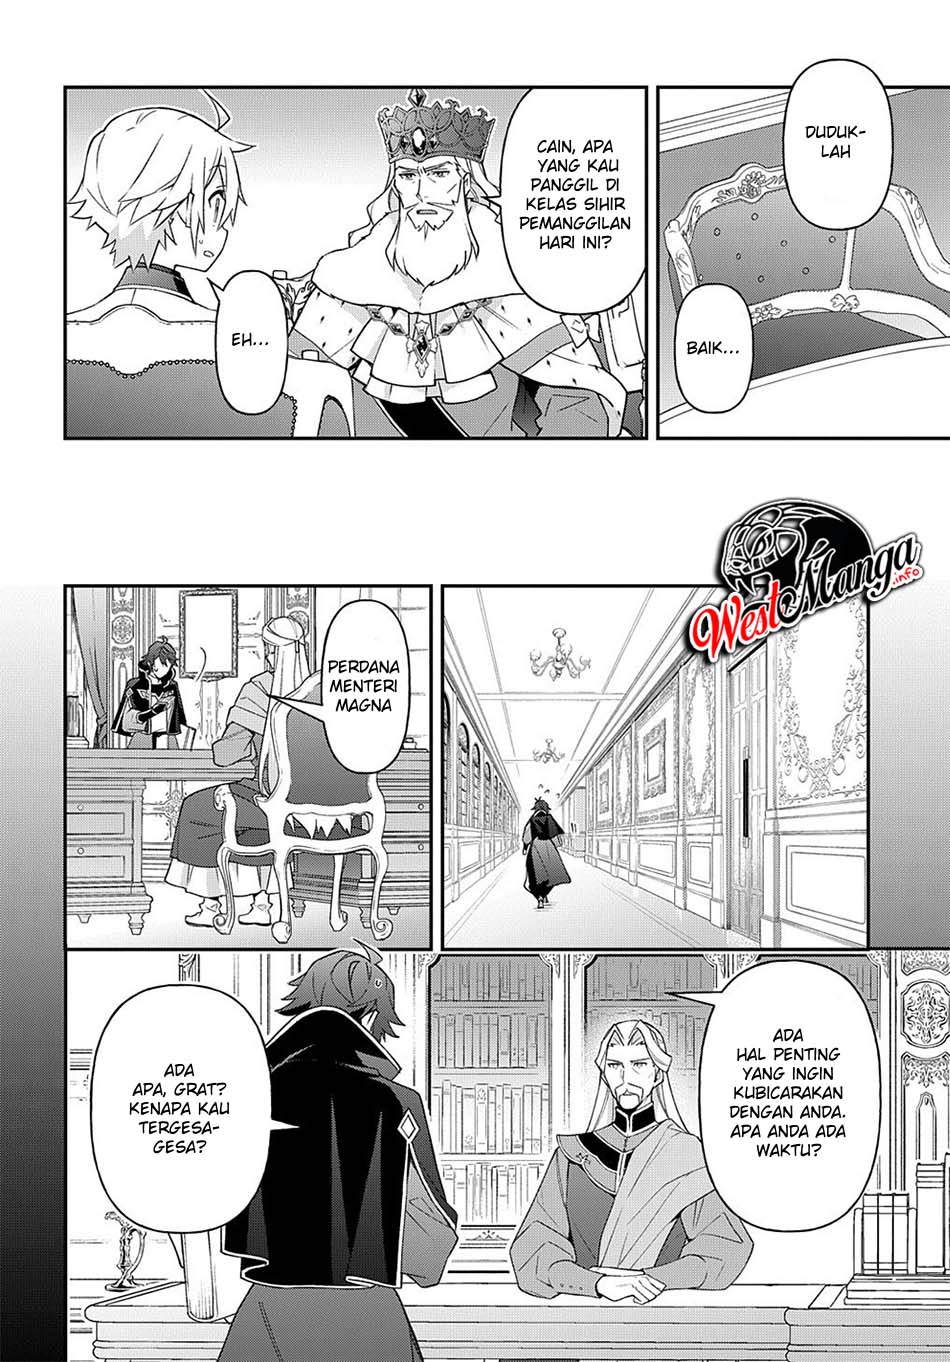 DUDUK-
LAH
BAIK...
CAIN, APA
YANG KAU
PANGGIL DI
KELAS SIHIR
PEMANGGILAN
HARI INI?
EH...
WestManga
.info
PERDANA
MENTERI
MAGNA
ADA
HAL PENTING
YANG INGIN
KUBICARAKAN
DENGAN ANDA.
APA ANDA ADA
WAKTU?
ADA
APA, GRAT?
KENAPA KAU
TERGESA-
GESA?